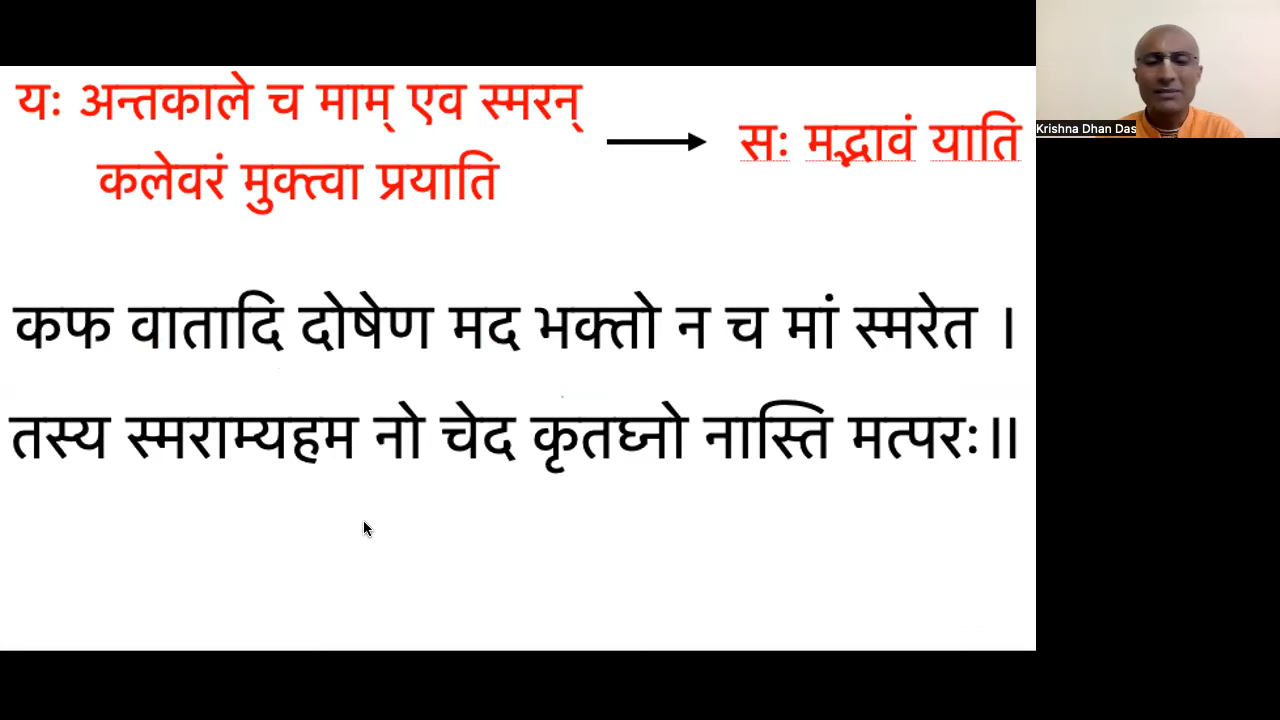 यः अन्तकाले च माम् एव स्मरन्
कलेवरं मुक्त्वा प्रयाति
सः मद्भावं याति
कफ वातादि दोषेण मद भक्तो न च मां स्मरेत ।
तस्य स्मराम्यहम नो चेद कृतघ्नो नास्ति मत्परः॥
Krishna Dhan Das